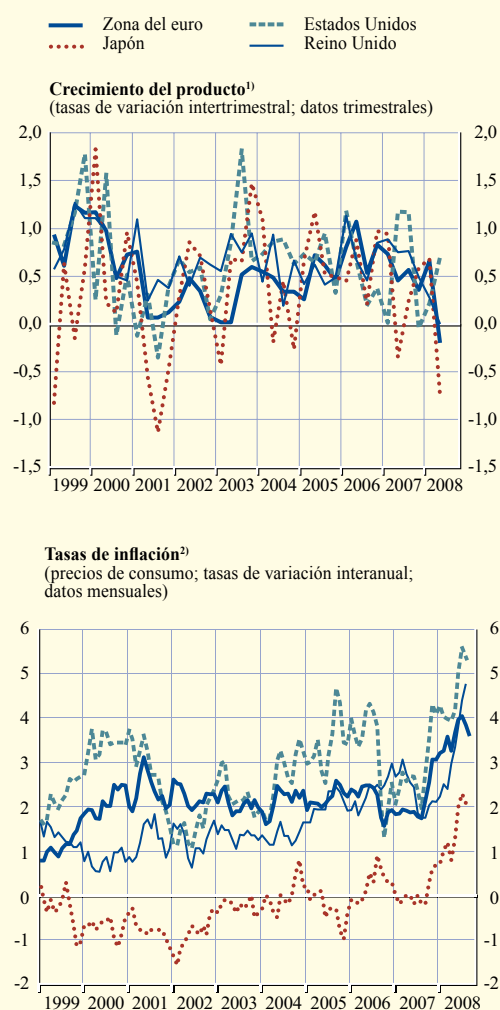 Zona del euro
Estados Unidos
Japón
Reino Unido
Crecimiento del producto1)
(tasas de variación intertrimestral; datos trimestrales)
2,0 2,0
1,5 1,5
1,0 1,0
0,5 0,5
0,0 0,0
-0,5 -0,5
-1,0 -1,0
-1,5 -1,5
1999 2000 2001 2002 2003 2004 2005 2006 2007 2008
Tasas de inflación2)
(precios de consumo; tasas de variación interanual;
datos mensuales)
6 6
5 5
4 4
3 3
2 2
1 1
0 0
-1 -1
-2 -2
1999 2000 2001 2002 2003 2004 2005 2006 2007 2008